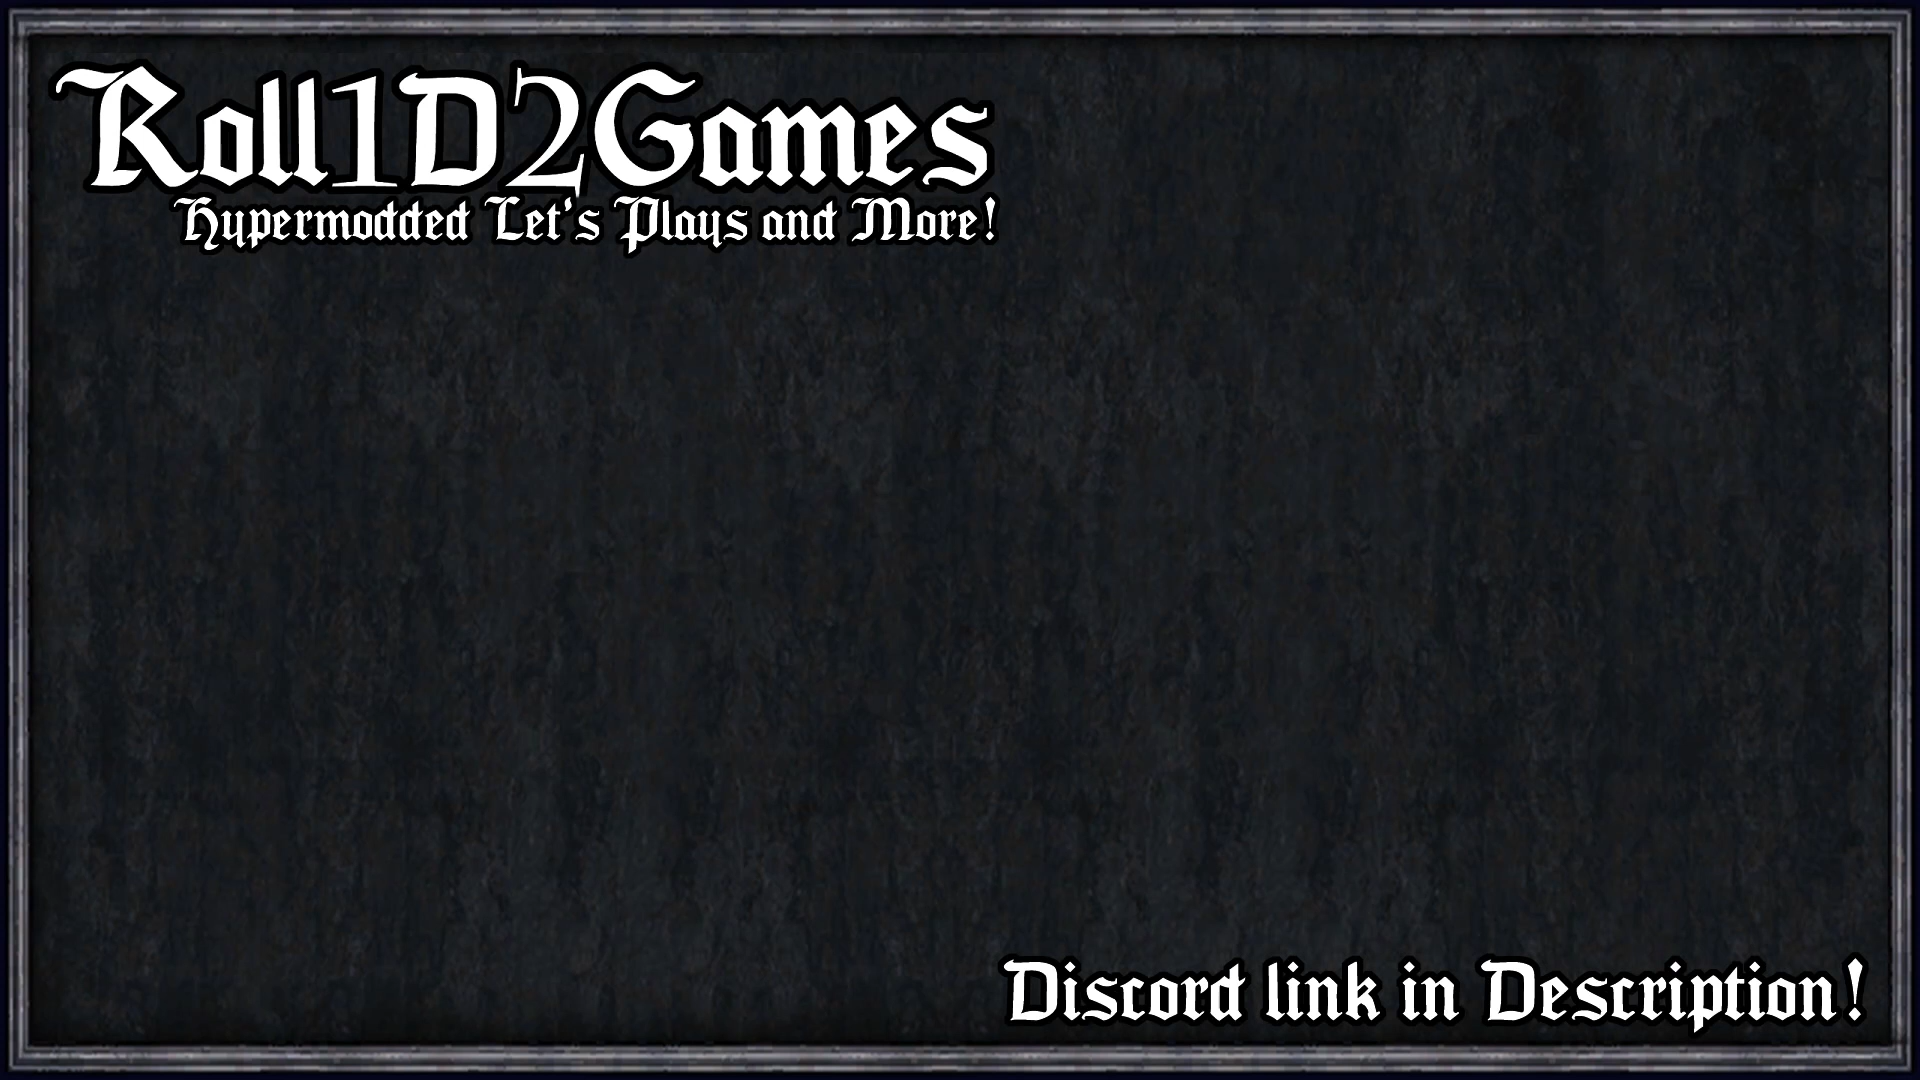 Roll1D2Games
Hypermodded Let's Plays and More!
Discord link in Description!